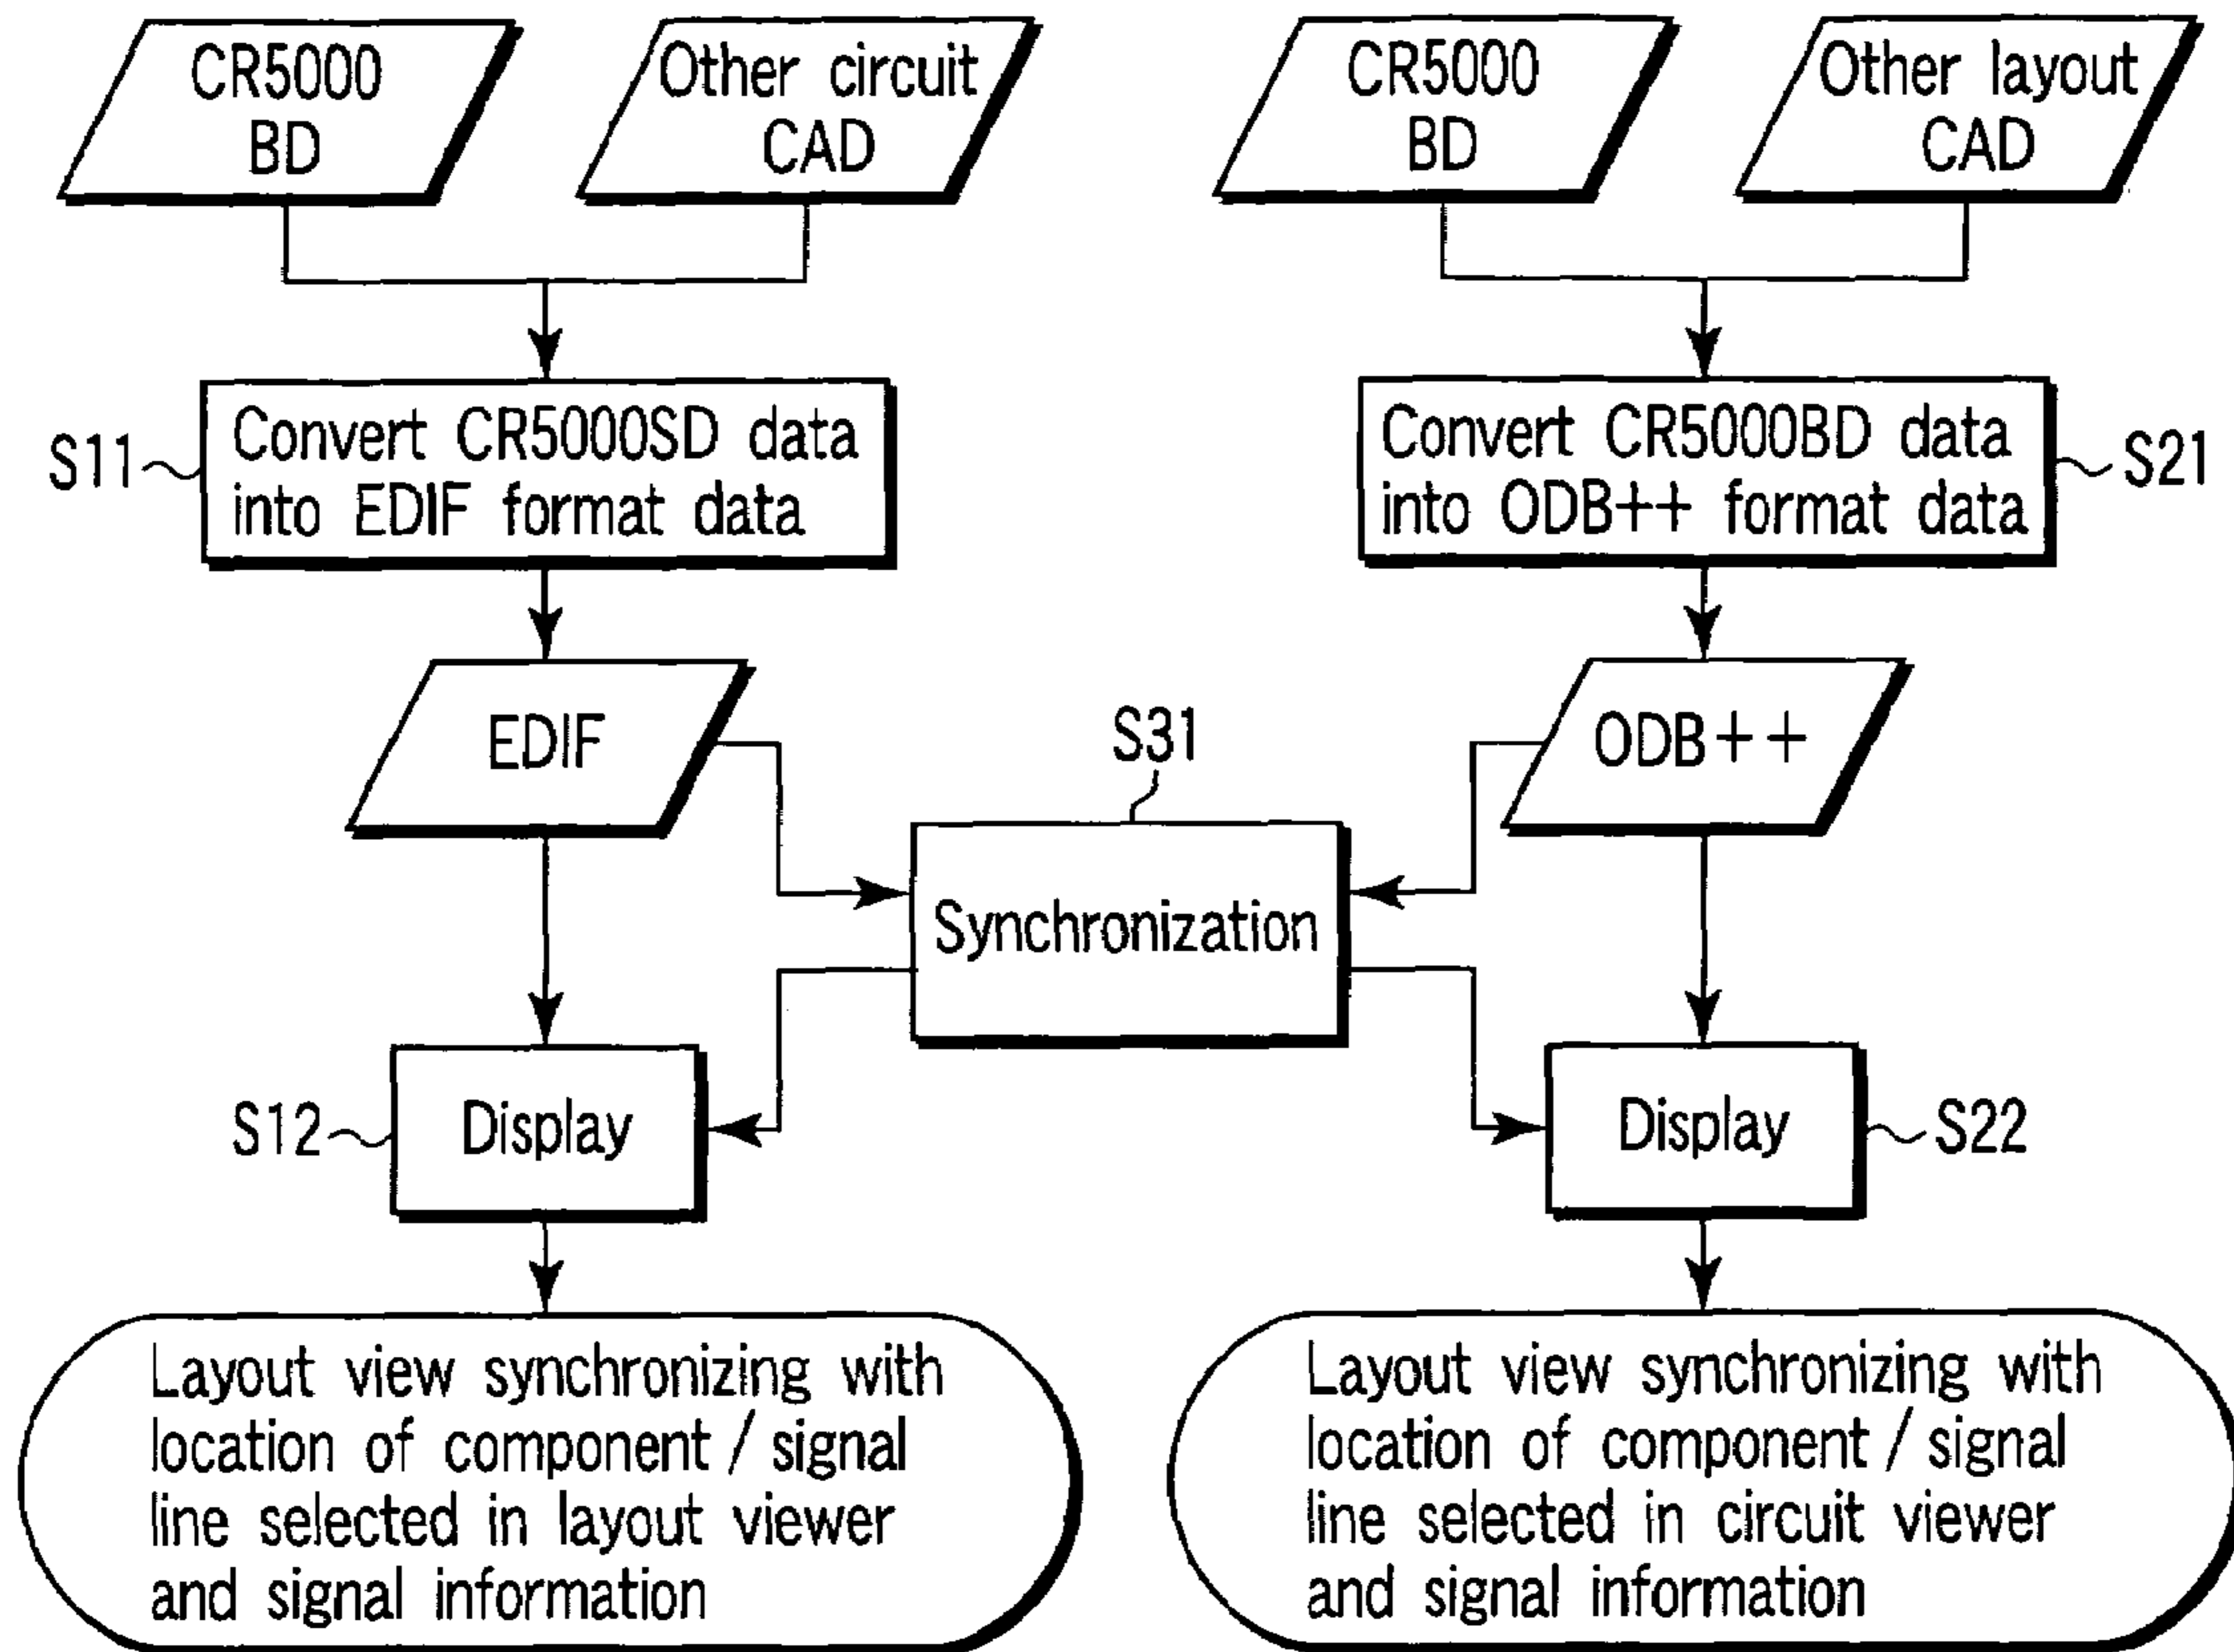 CR5000
BD
Other circuit
CAD
CR5000
BD
Other layout
CAD
S11
Convert CR5000SD data
into EDIF format data
Convert CR5000BD data
into ODB++ format data
S21
EDIF
S31
ODB++
Synchronization
S12
Display
Display
S22
Layout view synchronizing with
location of component / signal
line selected in layout viewer
and signal information
Layout view synchronizing with
location of component / signal
line selected in circuit viewer
and signal information